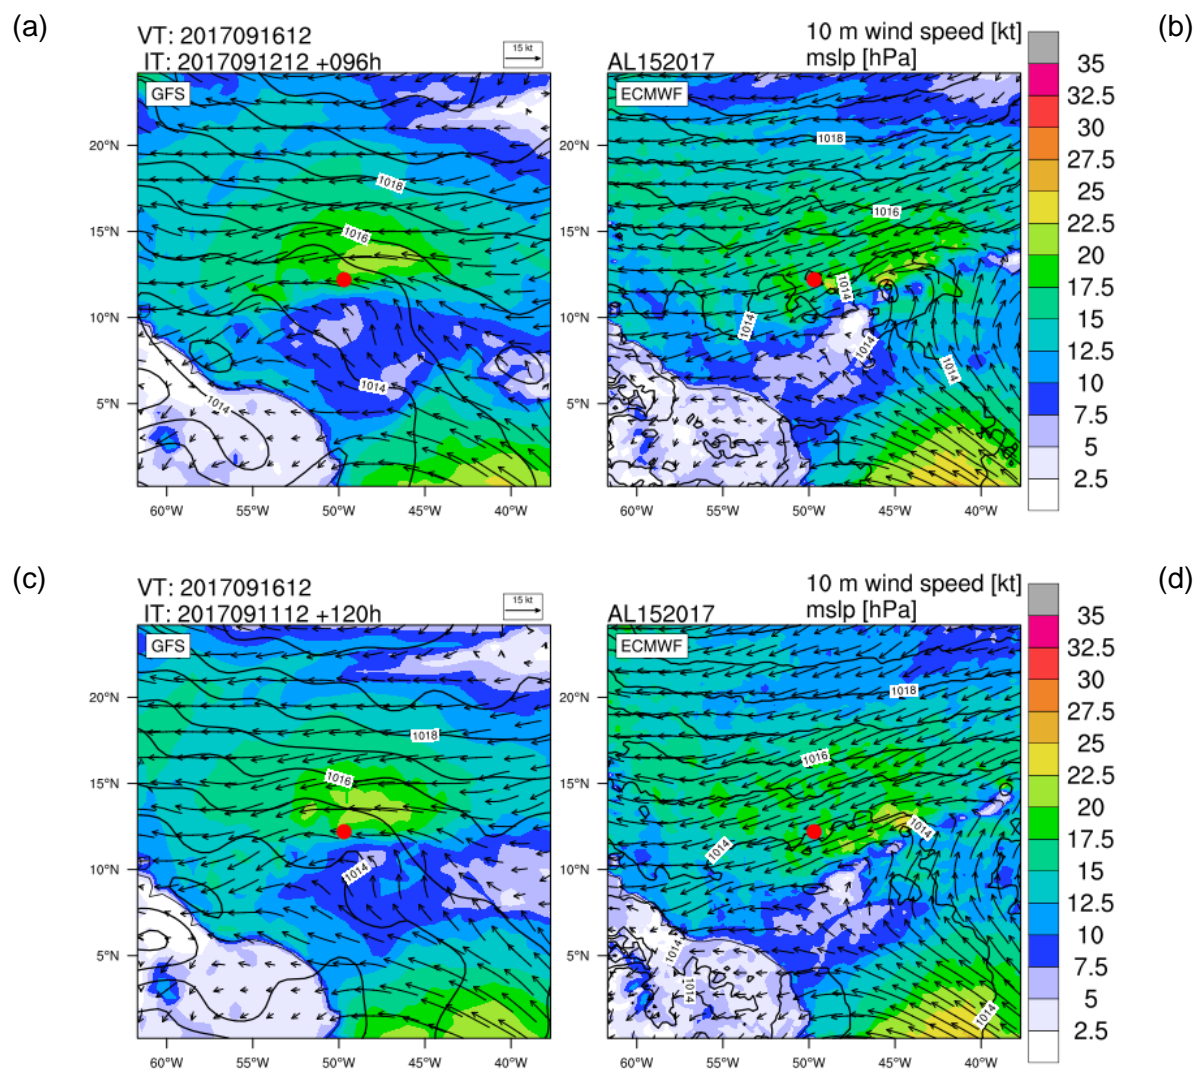 (a)
VT: 2017091612
IT: 2017091212 +096h
15 kt
AL152017
10 m wind speed [kt]
mslp [hPa]
(b)
GFS
20°N
15°N
10°N
5°N
60°W
55°W
50°W
45°W
40°W
1018
1016
1014
1014
ECMWF
20°N
15°N
10°N
5°N
60°W
55°W
50°W
45°W
40°W
1018
1016
1014
1014
1014
1014
35
32.5
30
27.5
25
22.5
20
17.5
15
12.5
10
7.5
5
2.5
(c)
VT: 2017091612
IT: 2017091112 +120h
15 kt
AL152017
10 m wind speed [kt]
mslp [hPa]
(d)
GFS
20°N
15°N
10°N
5°N
60°W
55°W
50°W
45°W
40°W
1018
1016
1014
ECMWF
20°N
15°N
10°N
5°N
60°W
55°W
50°W
45°W
40°W
1018
1016
1014
1014
1014
1014
1014
35
32.5
30
27.5
25
22.5
20
17.5
15
12.5
10
7.5
5
2.5